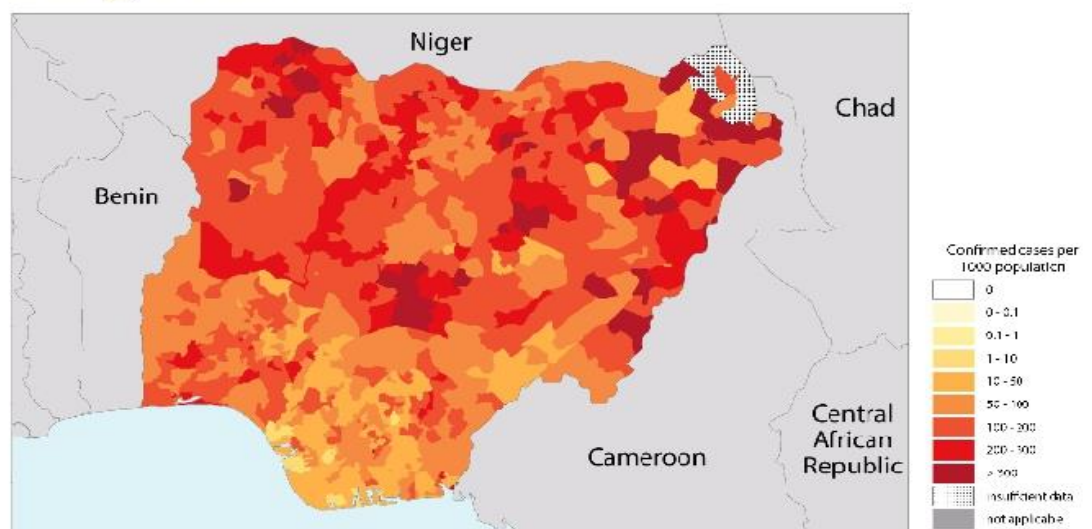 Niger
Chad
Benin
Cameroon
Central
African
Republic
Confirmed cases per
1000 population
0
0 - 0.1
0.1 - 1
1 - 10
10 - 50
50 - 100
100 - 200
200 - 300
> 300
insufficient data
not applicable